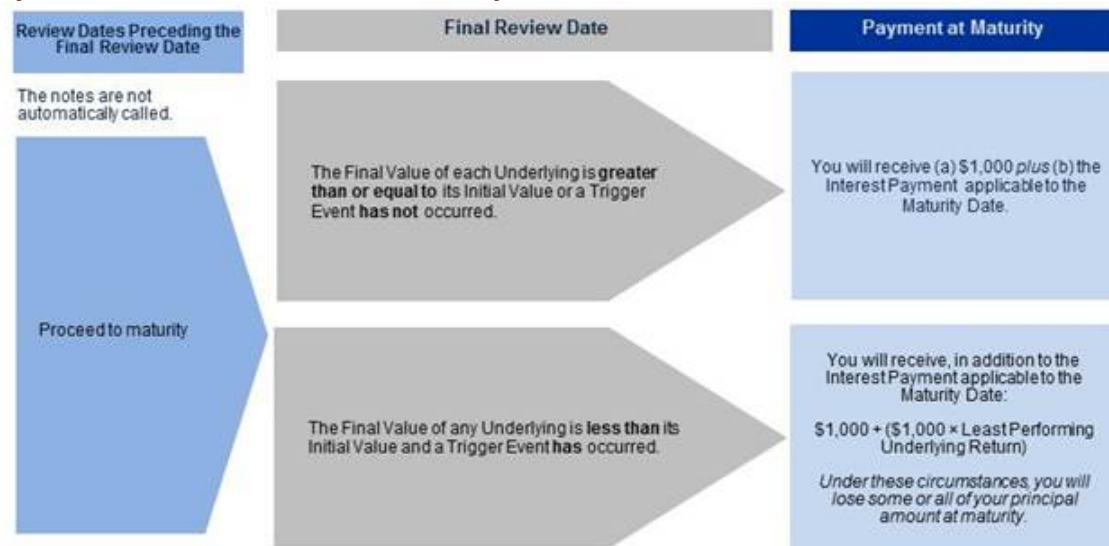 Review Dates Preceding the
Final Review Date
Final Review Date
Payment at Maturity
The notes are not
automatically called.
Proceed to maturity
The Final Value of each Underlying is greater
than or equal to its Initial Value or a Trigger
Event has not occurred.
You will receive (a) $1,000 plus (b) the
Interest Payment applicable to the
Maturity Date.
The Final Value of any Underlying is less than its
Initial Value and a Trigger Event has occurred.
You will receive, in addition to the
Interest Payment applicable to the
Maturity Date:
$1,000 + ($1,000 × Least Performing
Underlying Return)
Under these circumstances, you will
lose some or all of your principal
amount at maturity.